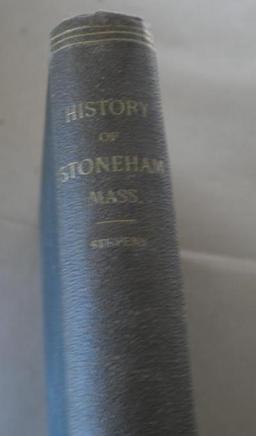 HISTORY
OF
STONEHAM
MASS.
STEVENS